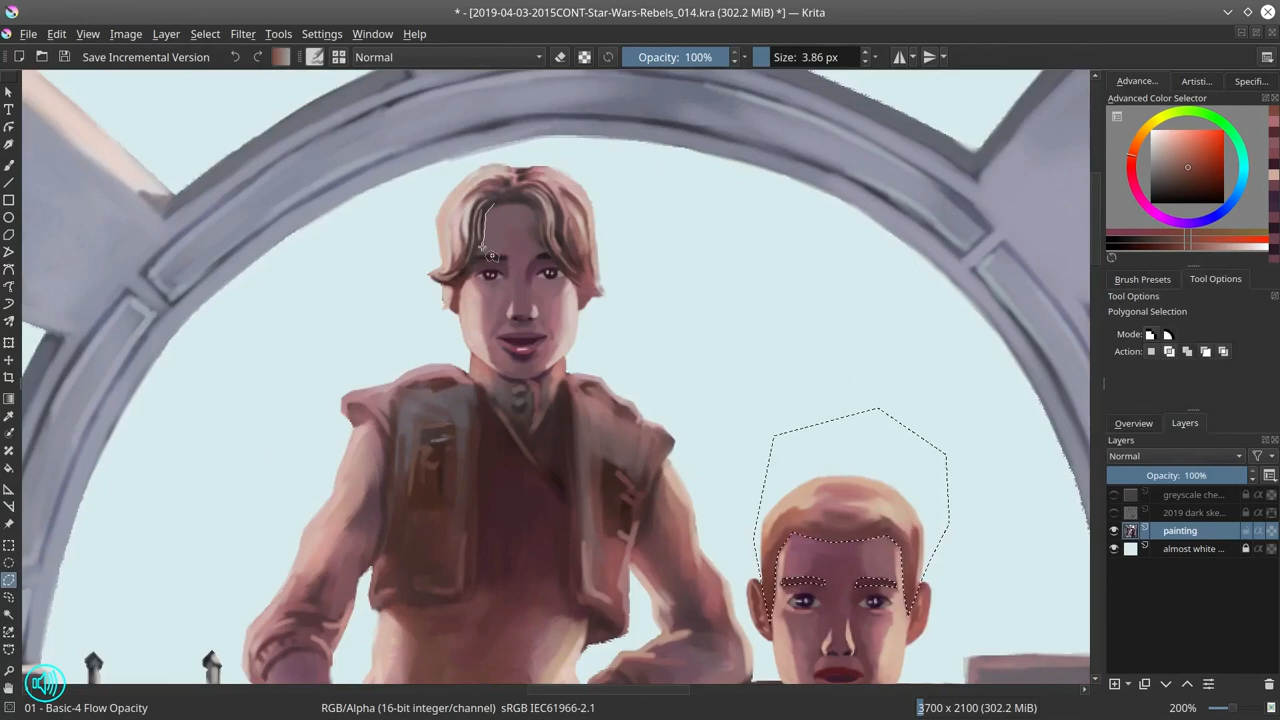 * - [2019-04-03-2015CONT-Star-Wars-Rebels_014.kra (302.2 MiB) *] — Krita
File Edit View Image Layer Select Filter Tools Settings Window Help
Save Incremental Version Normal Opacity: 100% Size: 3.86 px
Advance... Artisti... Specifi...
Advanced Color Selector
Brush Presets Tool Options
Tool Options
Polygonal Selection
Mode:
Action:
Overview Layers
Layers
Normal
Opacity: 100%
greyscale che...
2019 dark ske...
painting
almost white ...
01 - Basic-4 Flow Opacity RGB/Alpha (16-bit integer/channel) sRGB IEC61966-2.1 3700 x 2100 (302.2 MiB)